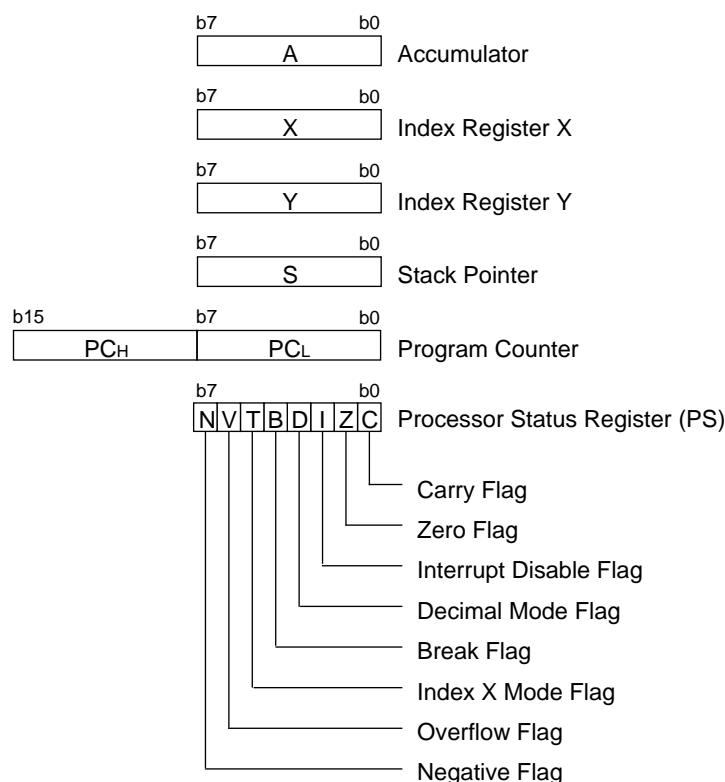 b7 b0
A Accumulator
b7 b0
X Index Register X
b7 b0
Y Index Register Y
b7 b0
S Stack Pointer
b15 b7 b0
PCH PCL Program Counter
b7 b0
N V T B D I Z C Processor Status Register (PS)
Carry Flag
Zero Flag
Interrupt Disable Flag
Decimal Mode Flag
Break Flag
Index X Mode Flag
Overflow Flag
Negative Flag